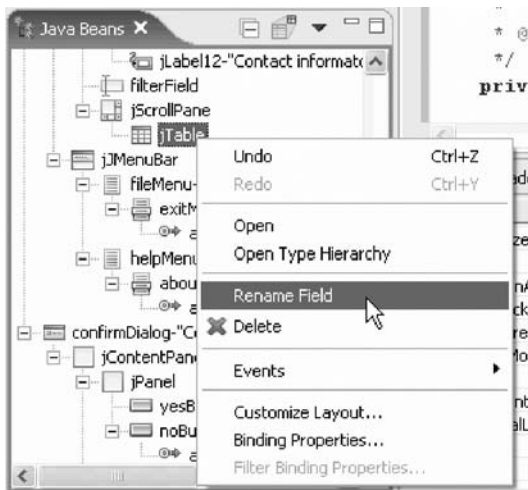 Java Beans
* @
*/
jLabel12-"Contact informat
filterField
priv
jScrollPane
jTable
jJMenuBar
fileMenu-
exitM
a
helpMenu
abou
a
confirmDialog-"Co
jContentPan
jPanel
yesB
noBu
a
Undo Ctrl+Z
Redo Ctrl+Y
Open
Open Type Hierarchy
Rename Field
Delete
Events
Customize Layout...
Binding Properties...
Filter Binding Properties...